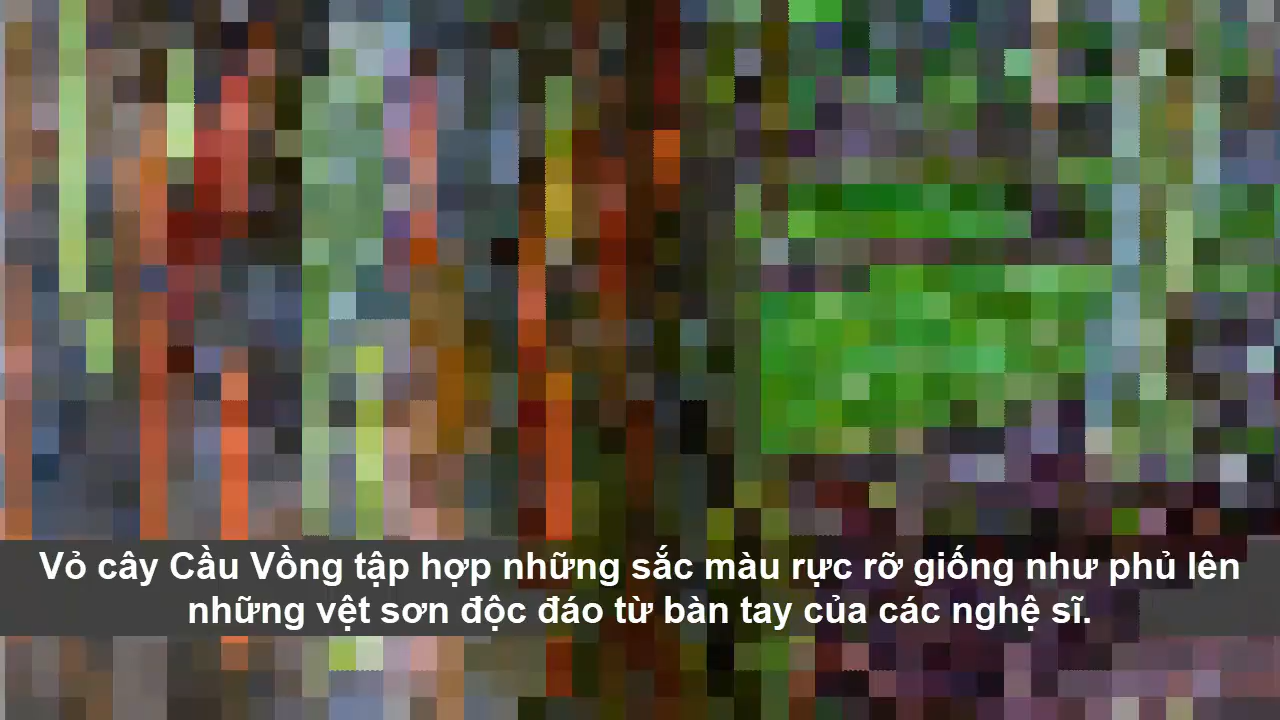 Vỏ cây Cầu Vồng tập hợp những sắc màu rực rỡ giống như phủ lên
những vệt sơn độc đáo từ bàn tay của các nghệ sĩ.